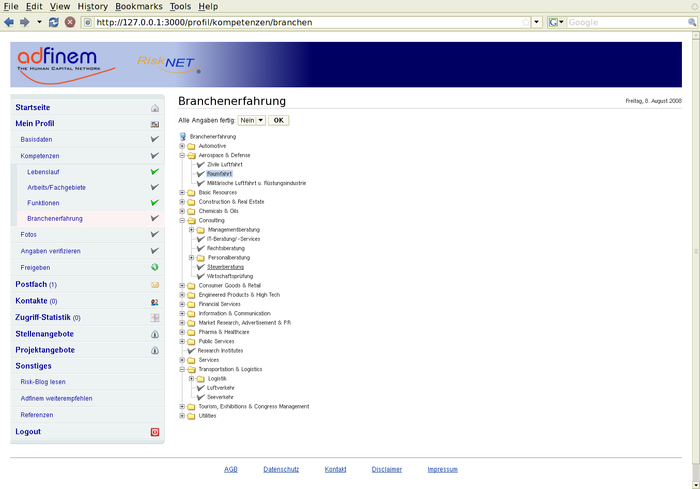 File Edit View History Bookmarks Tools Help
http://127.0.0.1:3000/profil/kompetenzen/branchen
Google
adfinem
THE HUMAN CAPITAL NETWORK
RiskNET
Startseite
Mein Profil
Basisdaten
Kompetenzen
Lebenslauf
Arbeits/Fachgebiete
Funktionen
Branchenerfahrung
Fotos
Angaben verifizieren
Freigeben
Postfach (1)
Kontakte (0)
Zugriff-Statistik (0)
Stellenangebote
Projektangebote
Sonstiges
Risk-Blog lesen
Adfinem weiterempfehlen
Referenzen
Logout
Branchenerfahrung
Freitag, 8. August 2008
Alle Angaben fertig: Nein OK
Branchenerfahrung
Automotive
Aerospace & Defense
Zivile Luftfahrt
Raumfahrt
Militärische Luftfahrt u. Rüstungsindustrie
Basic Resources
Construction & Real Estate
Chemicals & Oils
Consulting
Managementberatung
IT-Beratung/-Services
Rechtsberatung
Personalberatung
Steuerberatung
Wirtschaftsprüfung
Consumer Goods & Retail
Engineered Products & High Tech
Financial Services
Information & Communication
Market Research, Advertisement & PR
Pharma & Healthcare
Public Services
Research Institutes
Services
Transportation & Logistics
Logistik
Luftverkehr
Seeverkehr
Tourism, Exhibitions & Congress Management
Utilities
AGB Datenschutz Kontakt Disclaimer Impressum